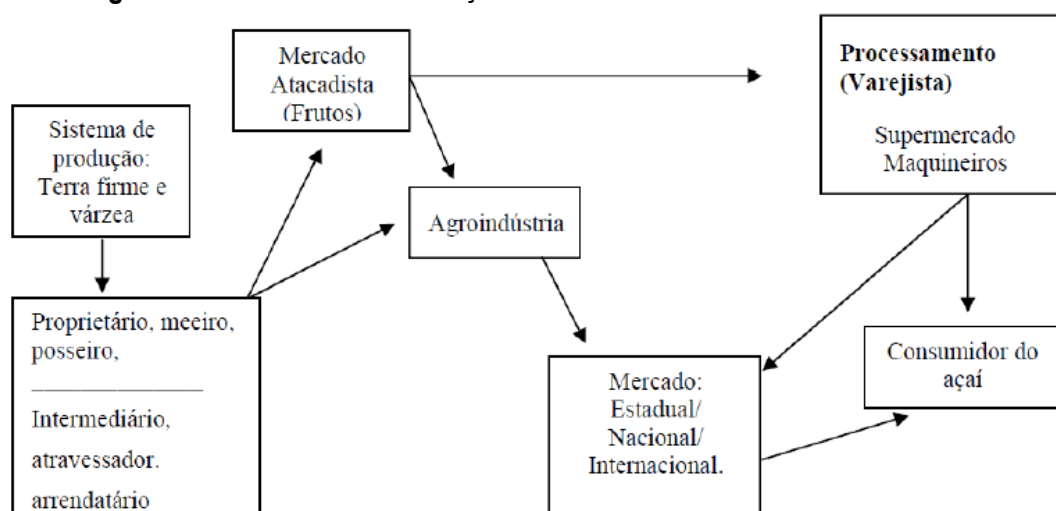 Mercado
Atacadista
(Frutos)
Processamento
(Varejista)
Supermercado
Maquineiros
Sistema de
produção:
Terra firme e
várzea
Agroindústria
Proprietário, meeiro,
posseiro,
Intermediário,
atravessador.
arrendatário
Mercado:
Estadual/
Nacional/
Internacional.
Consumidor do
açaí